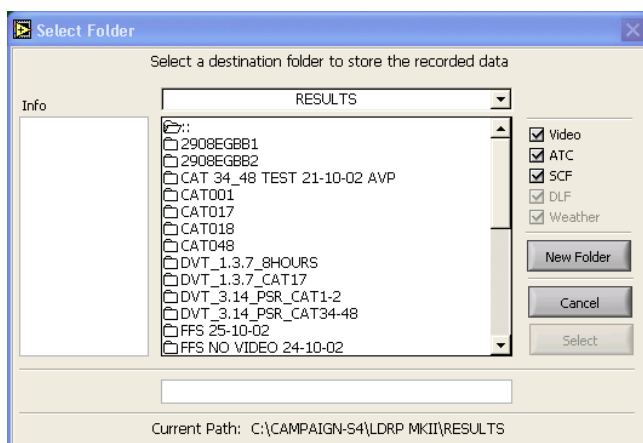 Select Folder
Select a destination folder to store the recorded data
Info
RESULTS
::
2908EGBB1
2908EGBB2
CAT 34_48 TEST 21-10-02 AVP
CAT001
CAT017
CAT018
CAT048
DVT_1.3.7_8HOURS
DVT_1.3.7_CAT17
DVT_3.14_PSR_CAT1-2
DVT_3.14_PSR_CAT34-48
FFS 25-10-02
FFS NO VIDEO 24-10-02
Video
ATC
SCF
DLF
Weather
New Folder
Cancel
Select
Current Path: C:\CAMPAIGN-S4\LDRP MKII\RESULTS